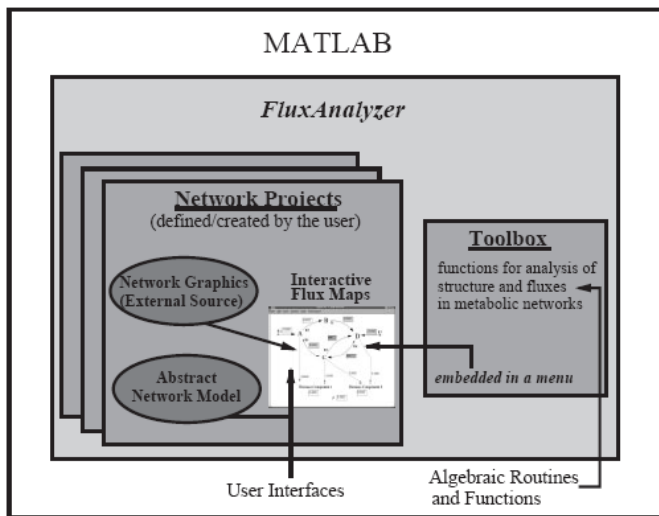 MATLAB
FluxAnalyzer
Network Projects
(defined/created by the user)
Network Graphics
(External Source)
Interactive
Flux Maps
Abstract
Network Model
Toolbox
functions for analysis of
structure and fluxes
in metabolic networks
embedded in a menu
User Interfaces
Algebraic Routines
and Functions
A
B
C
D